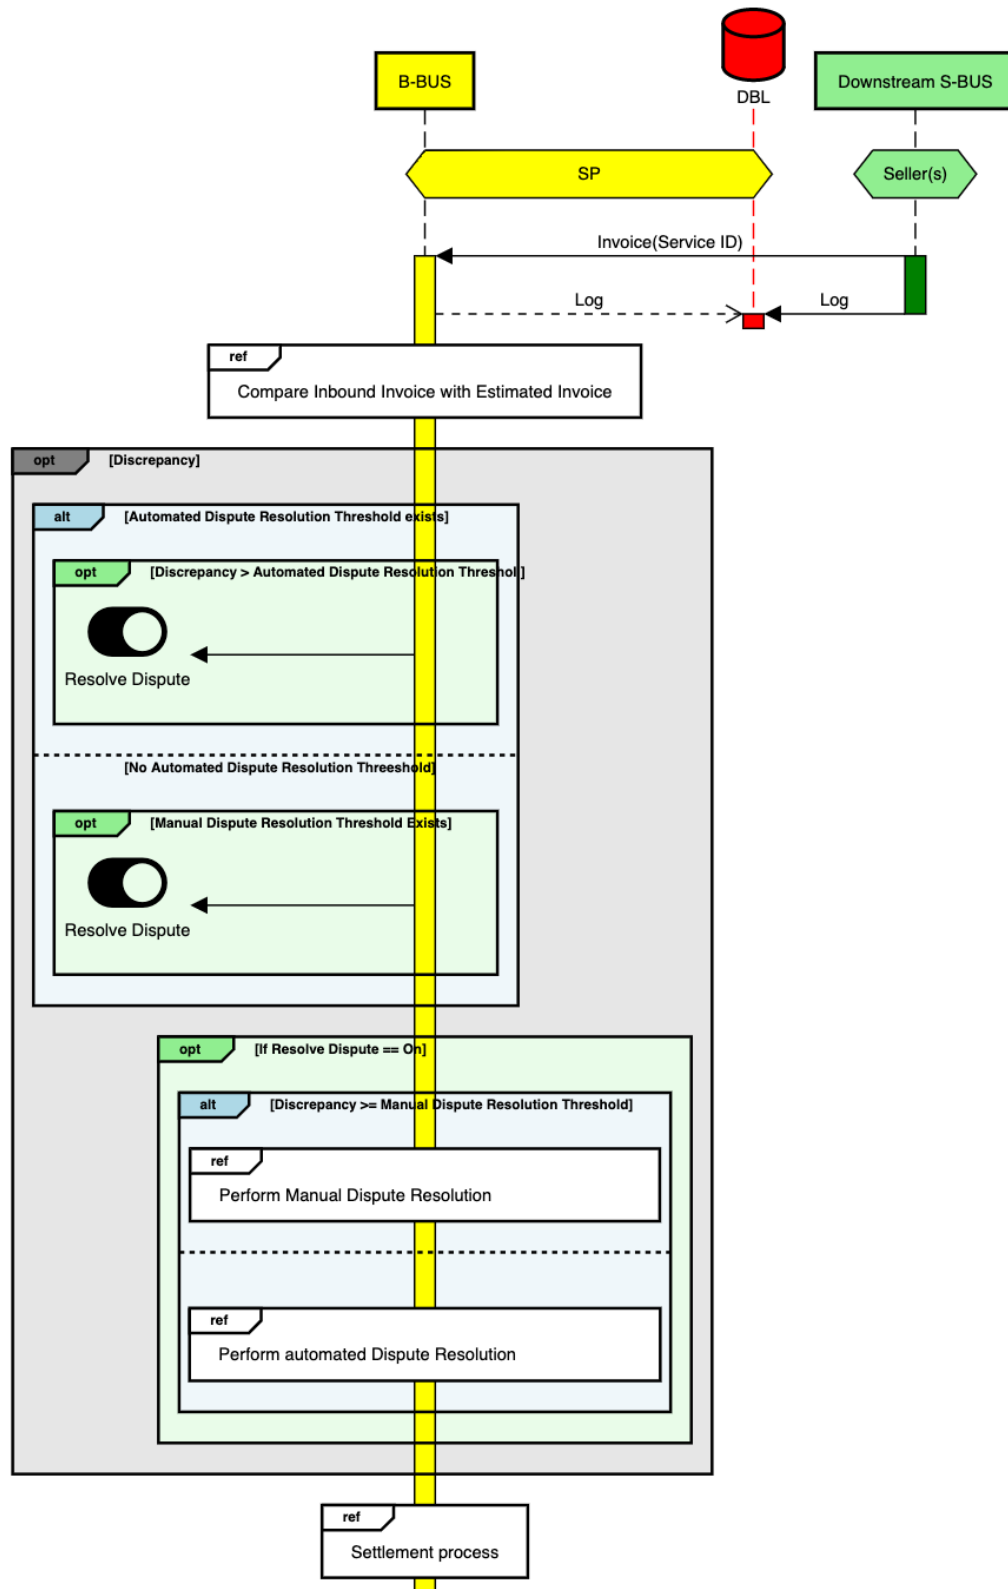 B-BUS
DBL
Downstream S-BUS
SP
Seller(s)
Invoice(Service ID)
Log
Log
ref
Compare Inbound Invoice with Estimated Invoice
opt
[Discrepancy]
alt
[Automated Dispute Resolution Threshold exists]
opt
[Discrepancy > Automated Dispute Resolution Threshold]
Resolve Dispute
[No Automated Dispute Resolution Threeshold]
opt
[Manual Dispute Resolution Threshold Exists]
Resolve Dispute
opt
[If Resolve Dispute == On]
alt
[Discrepancy >= Manual Dispute Resolution Threshold]
ref
Perform Manual Dispute Resolution
ref
Perform automated Dispute Resolution
ref
Settlement process